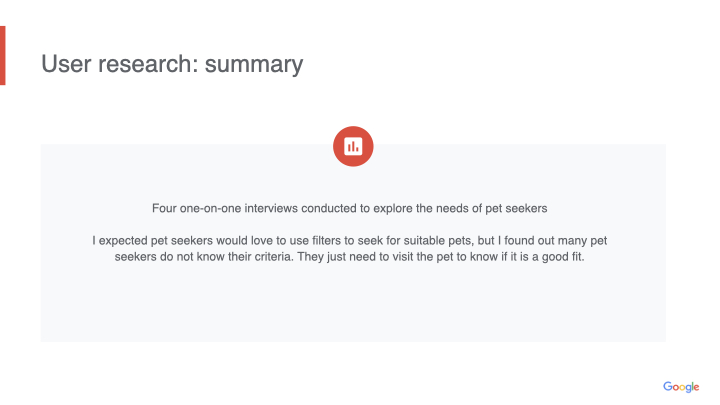 User research: summary
Four one-on-one interviews conducted to explore the needs of pet seekers
I expected pet seekers would love to use filters to seek for suitable pets, but I found out many pet
seekers do not know their criteria. They just need to visit the pet to know if it is a good fit.
Google